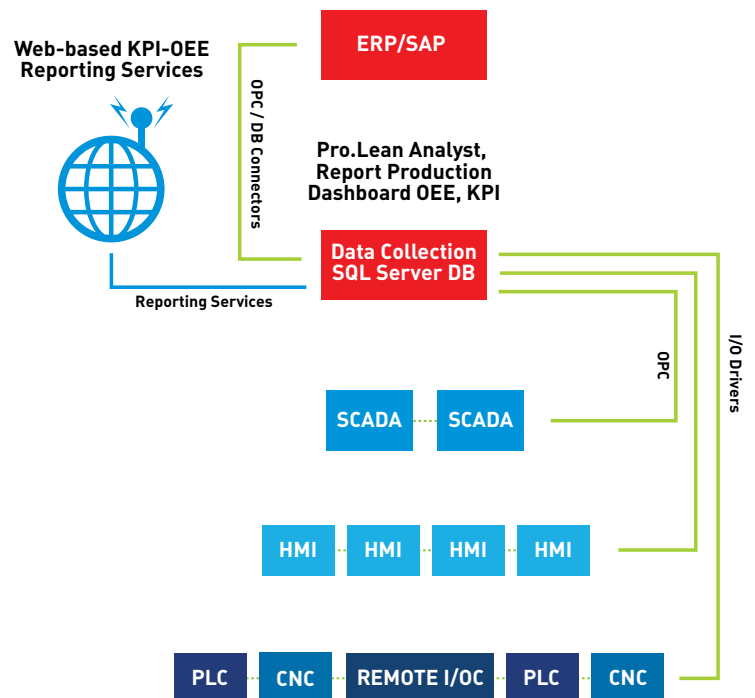 Web-based KPI-OEE
Reporting Services
ERP/SAP
OPC / DB Connectors
Pro.Lean Analyst,
Report Production
Dashboard OEE, KPI
Data Collection
SQL Server DB
Reporting Services
OPC
I/O Drivers
SCADA
SCADA
HMI
HMI
HMI
HMI
PLC
CNC
REMOTE I/OC
PLC
CNC